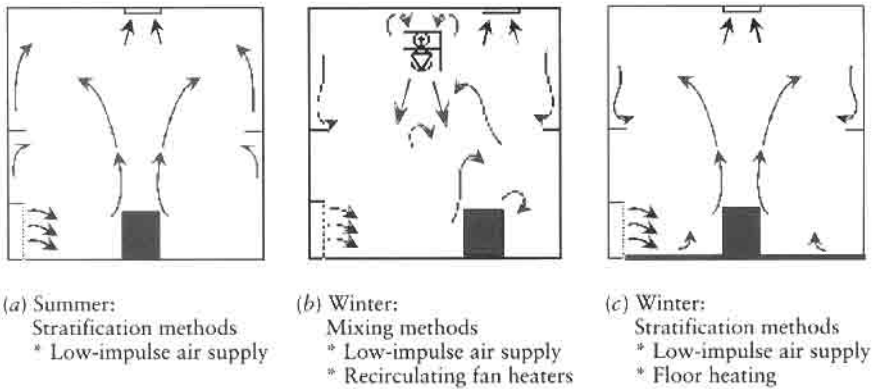 (a) Summer:
Stratification methods
* Low-impulse air supply
(b) Winter:
Mixing methods
* Low-impulse air supply
* Recirculating fan heaters
(c) Winter:
Stratification methods
* Low-impulse air supply
* Floor heating